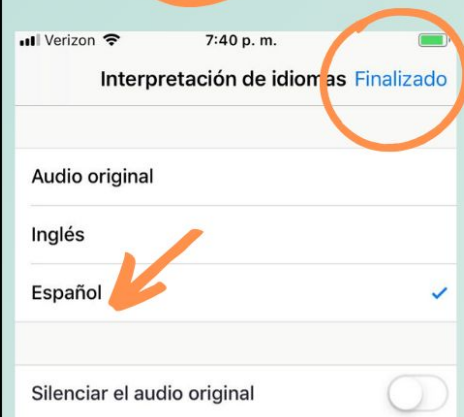 Verizon 7:40 p. m.
Interpretación de idiomas Finalizado
Audio original
Inglés
Español
Silenciar el audio original